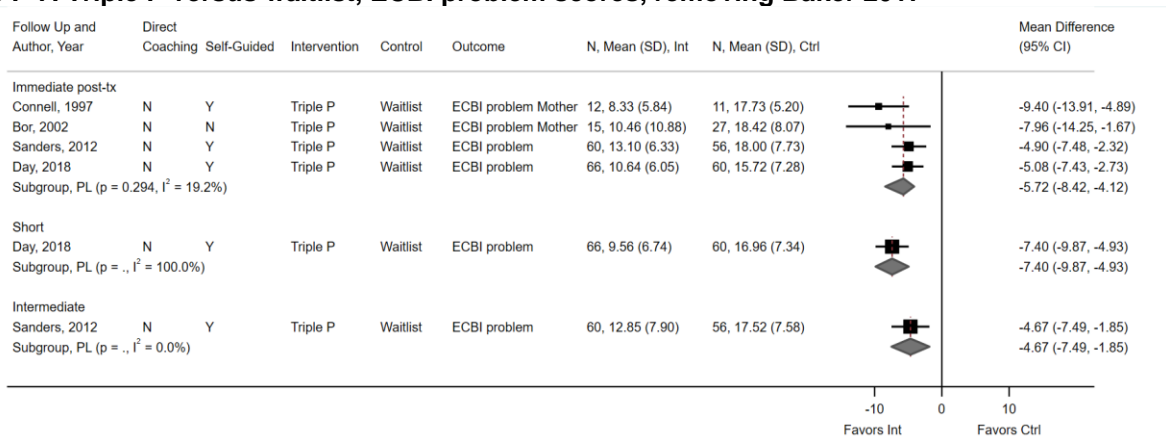 Follow Up and Direct Mean Difference
Author, Year Coaching Self-Guided Intervention Control Outcome N, Mean (SD), Int N, Mean (SD), Ctrl (95% CI)
Immediate post-tx
Connell, 1997 N Y Triple P Waitlist ECBI problem Mother 12, 8.33 (5.84) 11, 17.73 (5.20) -9.40 (-13.91, -4.89)
Bor, 2002 N N Triple P Waitlist ECBI problem Mother 15, 10.46 (10.88) 27, 18.42 (8.07) -7.96 (-14.25, -1.67)
Sanders, 2012 N Y Triple P Waitlist ECBI problem 60, 13.10 (6.33) 56, 18.00 (7.73) -4.90 (-7.48, -2.32)
Day, 2018 N Y Triple P Waitlist ECBI problem 66, 10.64 (6.05) 60, 15.72 (7.28) -5.08 (-7.43, -2.73)
Subgroup, PL (p = 0.294, I² = 19.2%) -5.72 (-8.42, -4.12)
Short
Day, 2018 N Y Triple P Waitlist ECBI problem 66, 9.56 (6.74) 60, 16.96 (7.34) -7.40 (-9.87, -4.93)
Subgroup, PL (p = ., I² = 100.0%) -7.40 (-9.87, -4.93)
Intermediate
Sanders, 2012 N Y Triple P Waitlist ECBI problem 60, 12.85 (7.90) 56, 17.52 (7.58) -4.67 (-7.49, -1.85)
Subgroup, PL (p = ., I² = 0.0%) -4.67 (-7.49, -1.85)
-10 0 10
Favors Int Favors Ctrl